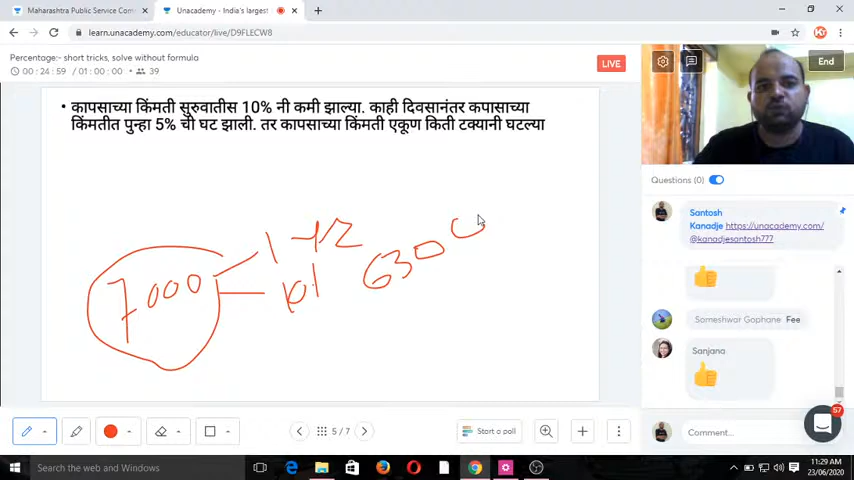 Maharashtra Public Service Com
Unacademy - India's largest
learn.unacademy.com/educator/live/D9FLECW8
Percentage:- short tricks, solve without formula
00 : 24 : 59 / 01 : 00 : 00
39
LIVE
End
• कापसाच्या किंमती सुरुवातीस 10% नी कमी झाल्या. काही दिवसानंतर कपासाच्या
किंमतीत पुन्हा 5% ची घट झाली. तर कापसाच्या किंमती एकूण किती टक्यानी घटल्या
7000
6300
Questions (0)
Santosh
Kanadje https://unacademy.com/
@kanadjesantosh777
Someshwar Gophane Fee
Sanjana
5 / 7
Start a poll
Comment...
57
Search the web and Windows
11:29 AM
23/06/2020